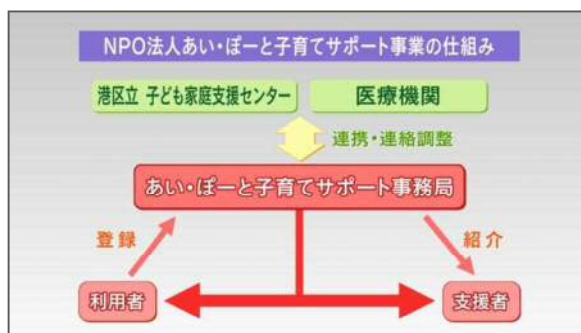 NPO法人あい・ぽーと子育てサポート事業の仕組み
港区立 子ども家庭支援センター
医療機関
連携・連絡調整
あい・ぽーと子育てサポート事務局
登録
紹介
利用者
支援者